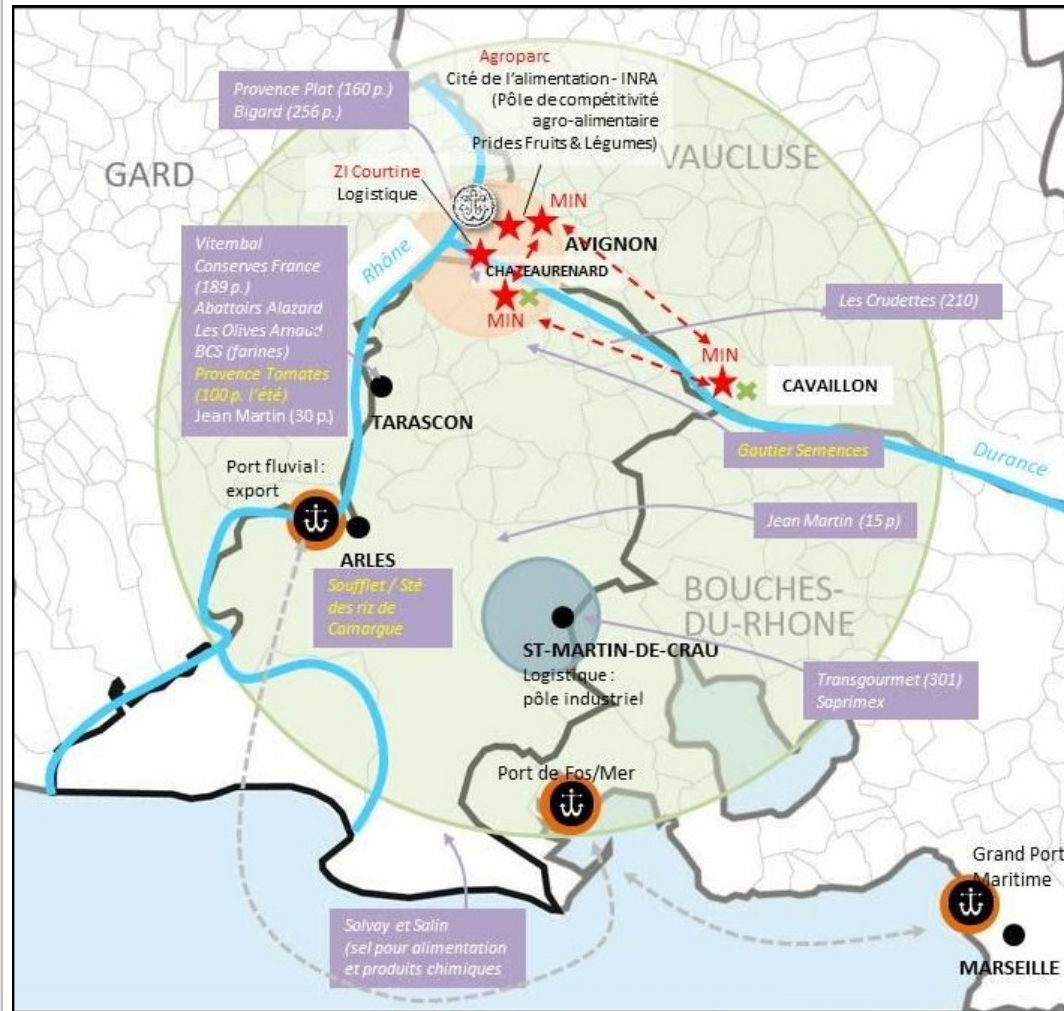 Agroparc
Cité de l'alimentation - INRA
(Pôle de compétitivité
agro-alimentaire
Prides Fruits & Légumes)
Provence Plat (160 p.)
Bigard (256 p.)
GARD
VAUCLUSE
ZI Courtine
Logistique
MIN
AVIGNON
Rhône
CHATEAURENARD
MIN
Vitembal
Conserves France
(189 p.)
Abattoirs Alazard
Les Olives Arnaud
BCS (farines)
Provence Tomates
(100 p. l'été)
Jean Martin (30 p.)
Les Crudettes (210)
MIN
CAVAILLON
TARASCON
Goutier Semences
Durance
Port fluvial :
export
Jean Martin (15 p)
ARLES
Soufflet / Sté
des riz de
Camargue
BOUCHES-
DU-RHONE
ST-MARTIN-DE-CRAU
Logistique :
pôle industriel
Transgourmet (301)
Saprimex
Port de Fos/Mer
Grand Port
Maritime
Solvay et Salin
(sel pour alimentation
et produits chimiques
MARSEILLE